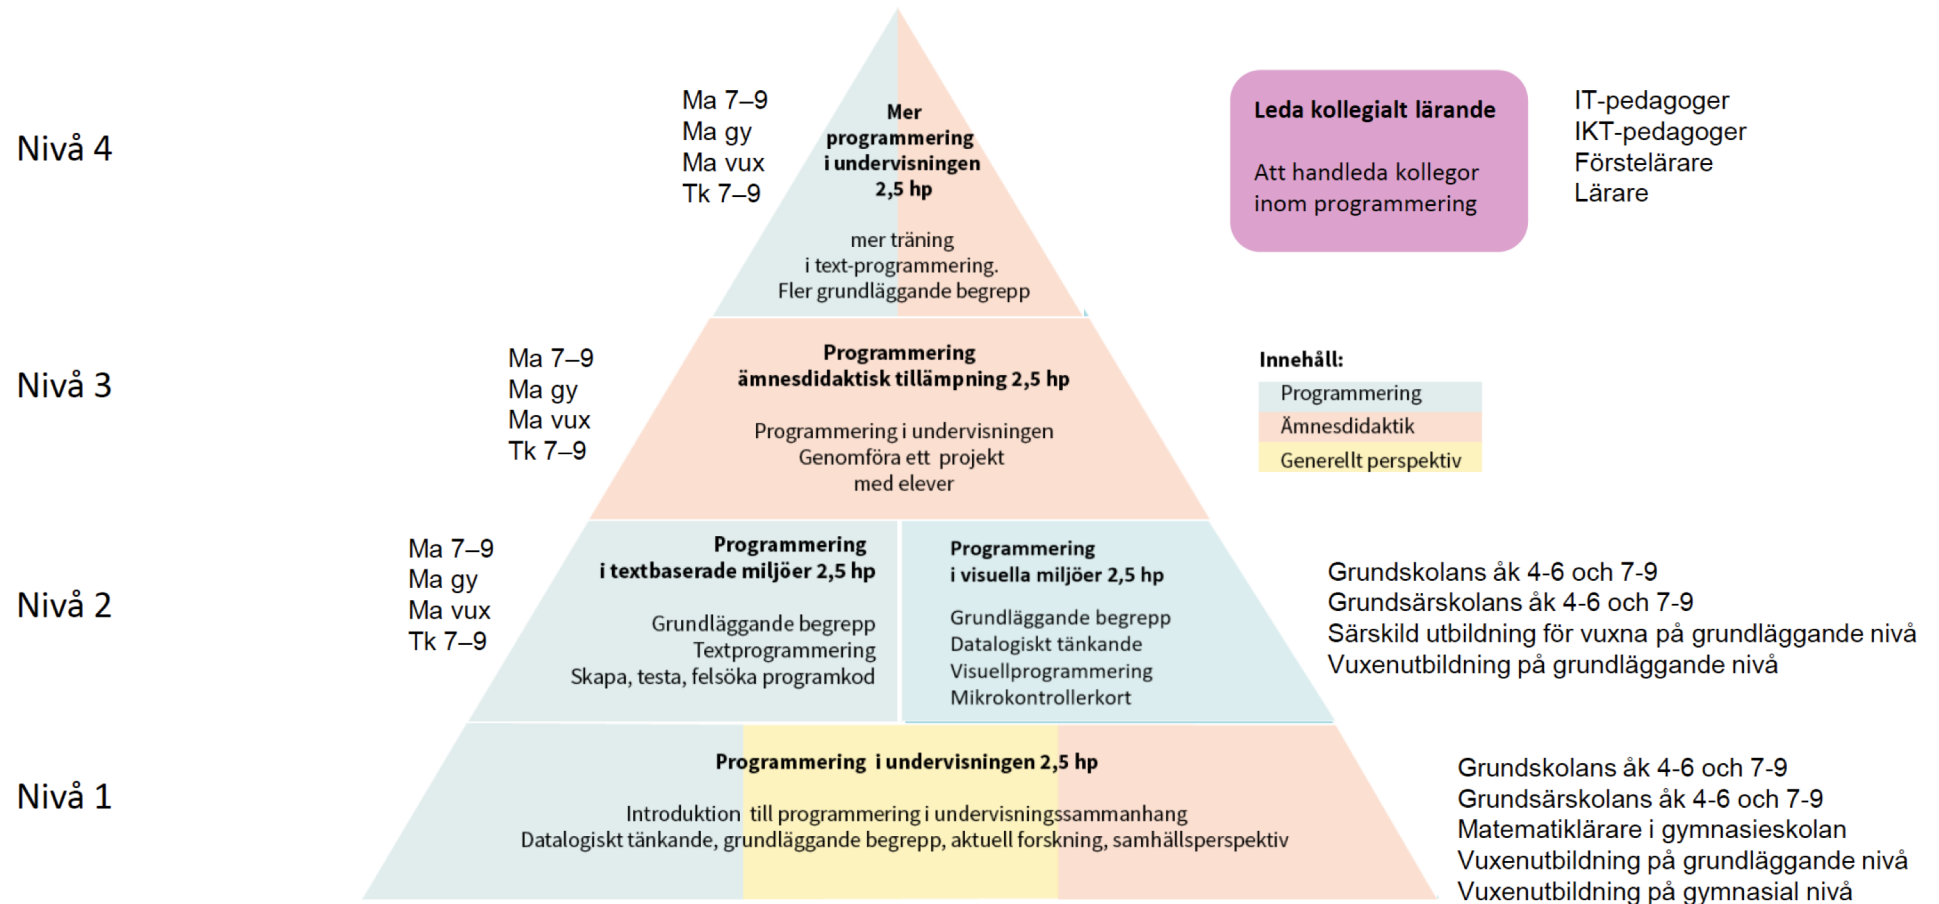 Nivå 4
Ma 7–9
Ma gy
Ma vux
Tk 7–9
Mer
programmering
i undervisningen
2,5 hp
mer träning
i text-programmering.
Fler grundläggande begrepp
Leda kollegialt lärande
Att handleda kollegor
inom programmering
IT-pedagoger
IKT-pedagoger
Förstelärare
Lärare
Nivå 3
Ma 7–9
Ma gy
Ma vux
Tk 7–9
Programmering
ämnesdidaktisk tillämpning 2,5 hp
Programmering i undervisningen
Genomföra ett projekt
med elever
Innehåll:
Programmering
Ämnesdidaktik
Generellt perspektiv
Nivå 2
Ma 7–9
Ma gy
Ma vux
Tk 7–9
Programmering
i textbaserade miljöer 2,5 hp
Grundläggande begrepp
Textprogrammering
Skapa, testa, felsöka programkod
Programmering
i visuella miljöer 2,5 hp
Grundläggande begrepp
Datalogiskt tänkande
Visuellprogrammering
Mikrokontrollerkort
Grundskolans åk 4-6 och 7-9
Grundsärskolans åk 4-6 och 7-9
Särskild utbildning för vuxna på grundläggande nivå
Vuxenutbildning på grundläggande nivå
Nivå 1
Programmering i undervisningen 2,5 hp
Introduktion till programmering i undervisningssammanhang
Datalogiskt tänkande, grundläggande begrepp, aktuell forskning, samhällsperspektiv
Grundskolans åk 4-6 och 7-9
Grundsärskolans åk 4-6 och 7-9
Matematiklärare i gymnasieskolan
Vuxenutbildning på grundläggande nivå
Vuxenutbildning på gymnasial nivå